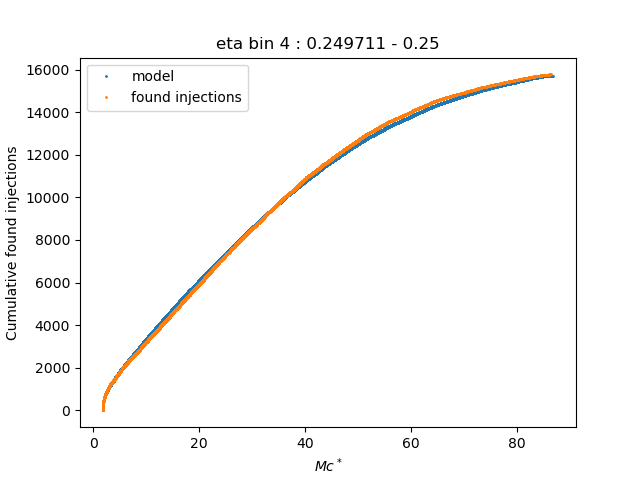 eta bin 4 : 0.249711 - 0.25
model
found injections
16000
14000
12000
10000
8000
6000
4000
2000
0
Cumulative found injections
0 20 40 60 80
Mc*